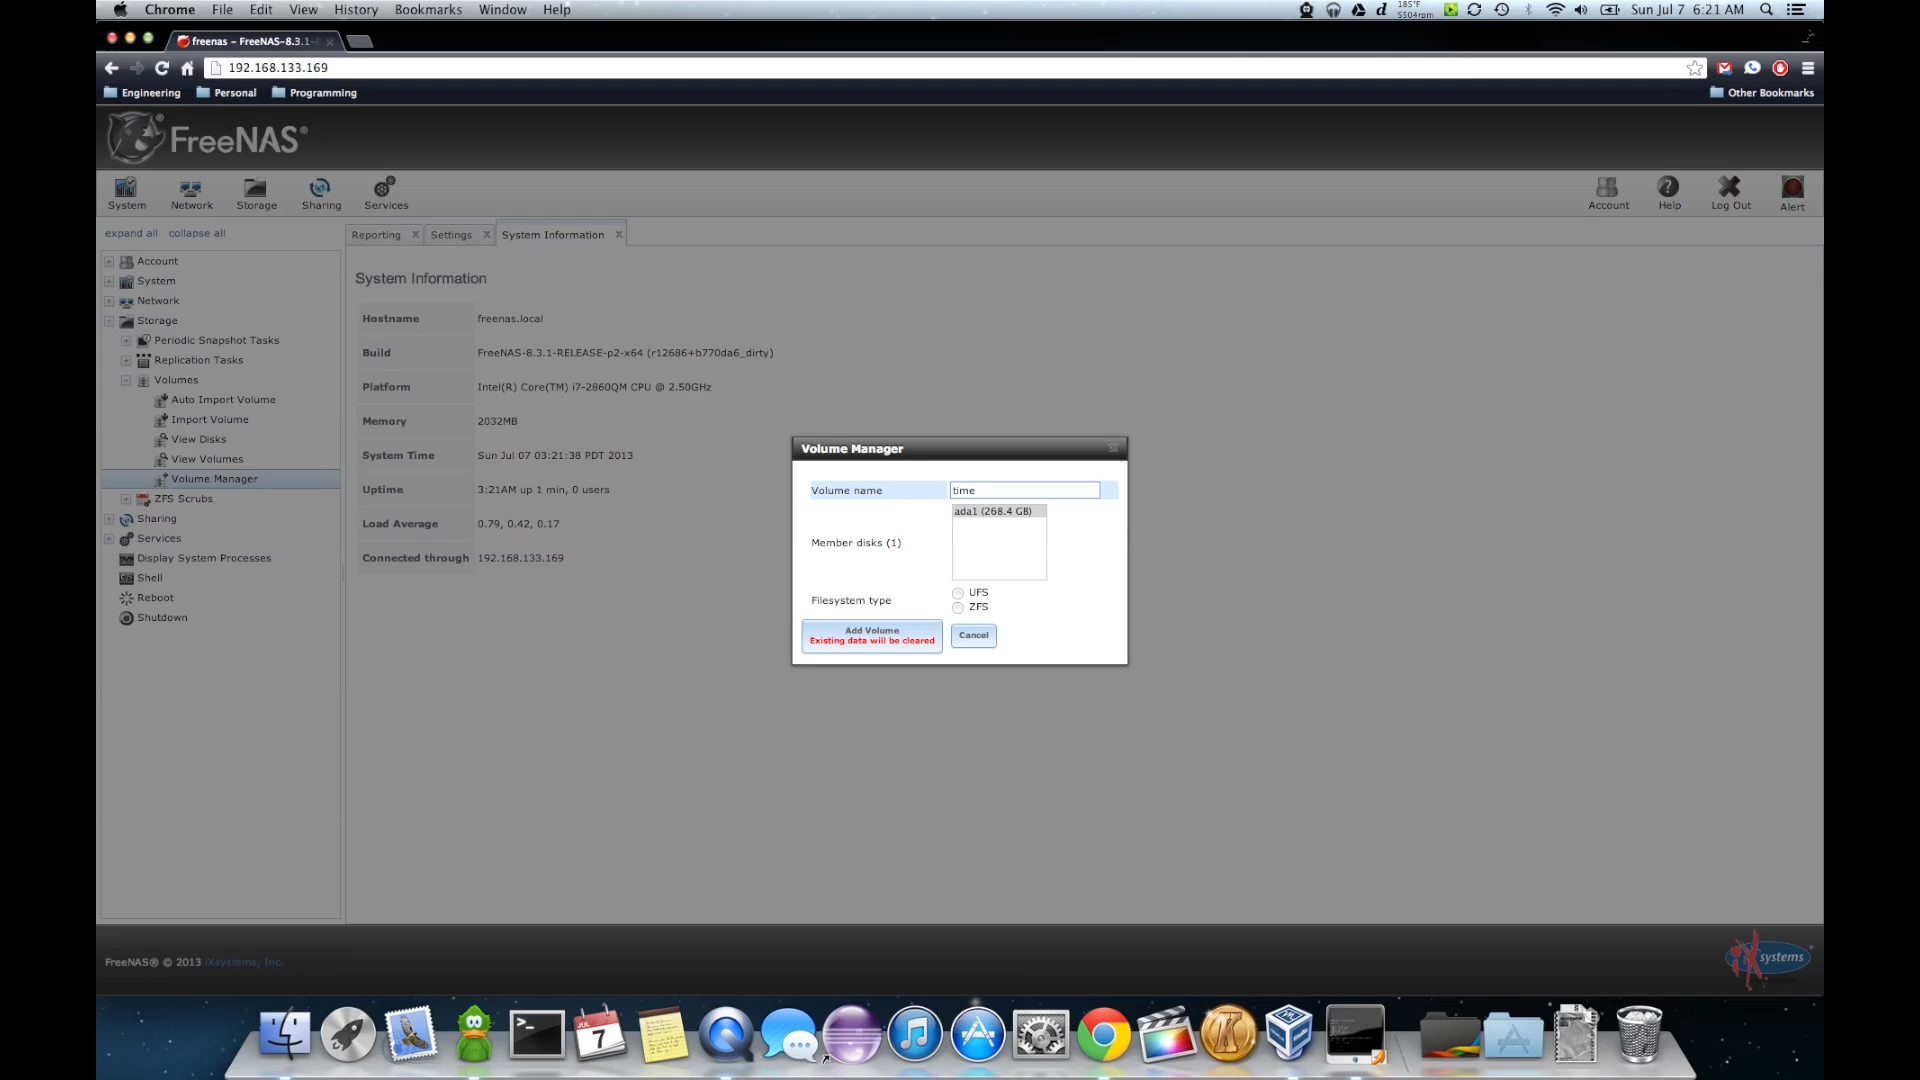 Chrome File Edit View History Bookmarks Window Help
185°F
5504rpm
Sun Jul 7 6:21 AM
freenas – FreeNAS-8.3.1-
192.168.133.169
Engineering Personal Programming
Other Bookmarks
FreeNAS®
System Network Storage Sharing Services
Account Help Log Out Alert
expand all collapse all
Account
System
Network
Storage
Periodic Snapshot Tasks
Replication Tasks
Volumes
Auto Import Volume
Import Volume
View Disks
View Volumes
Volume Manager
ZFS Scrubs
Sharing
Services
Display System Processes
Shell
Reboot
Shutdown
Reporting Settings System Information
System Information
Hostname freenas.local
Build FreeNAS-8.3.1-RELEASE-p2-x64 (r12686+b770da6_dirty)
Platform Intel(R) Core(TM) i7-2860QM CPU @ 2.50GHz
Memory 2032MB
System Time Sun Jul 07 03:21:38 PDT 2013
Uptime 3:21AM up 1 min, 0 users
Load Average 0.79, 0.42, 0.17
Connected through 192.168.133.169
Volume Manager
Volume name time
ada1 (268.4 GB)
Member disks (1)
Filesystem type
UFS
ZFS
Add Volume
Existing data will be cleared
Cancel
FreeNAS® © 2013 iXsystems, Inc.
iXsystems
JUL
7